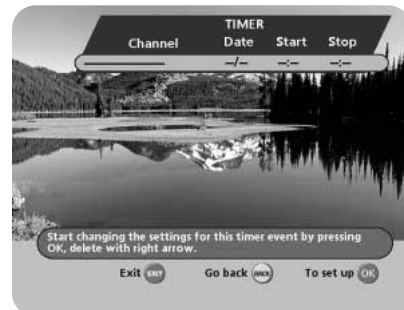 TIMER
Channel Date Start Stop
--/-- --:-- --:--
Start changing the settings for this timer event by pressing
OK, delete with right arrow.
Exit EXIT Go back BACK To set up OK